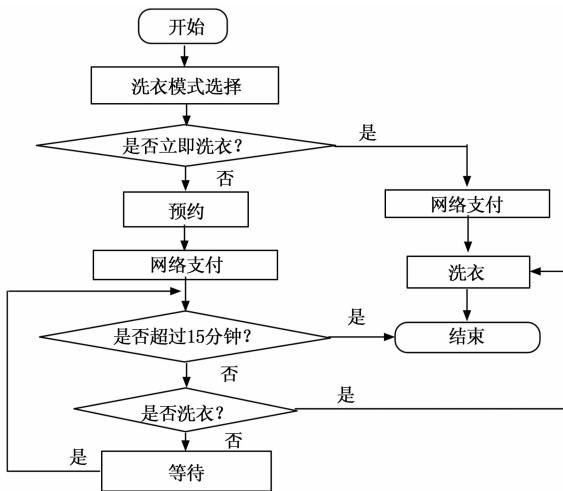 开始
洗衣模式选择
是否立即洗衣？
是
否
预约
网络支付
网络支付
洗衣
是否超过15分钟？
是
结束
否
是否洗衣？
是
否
是
等待